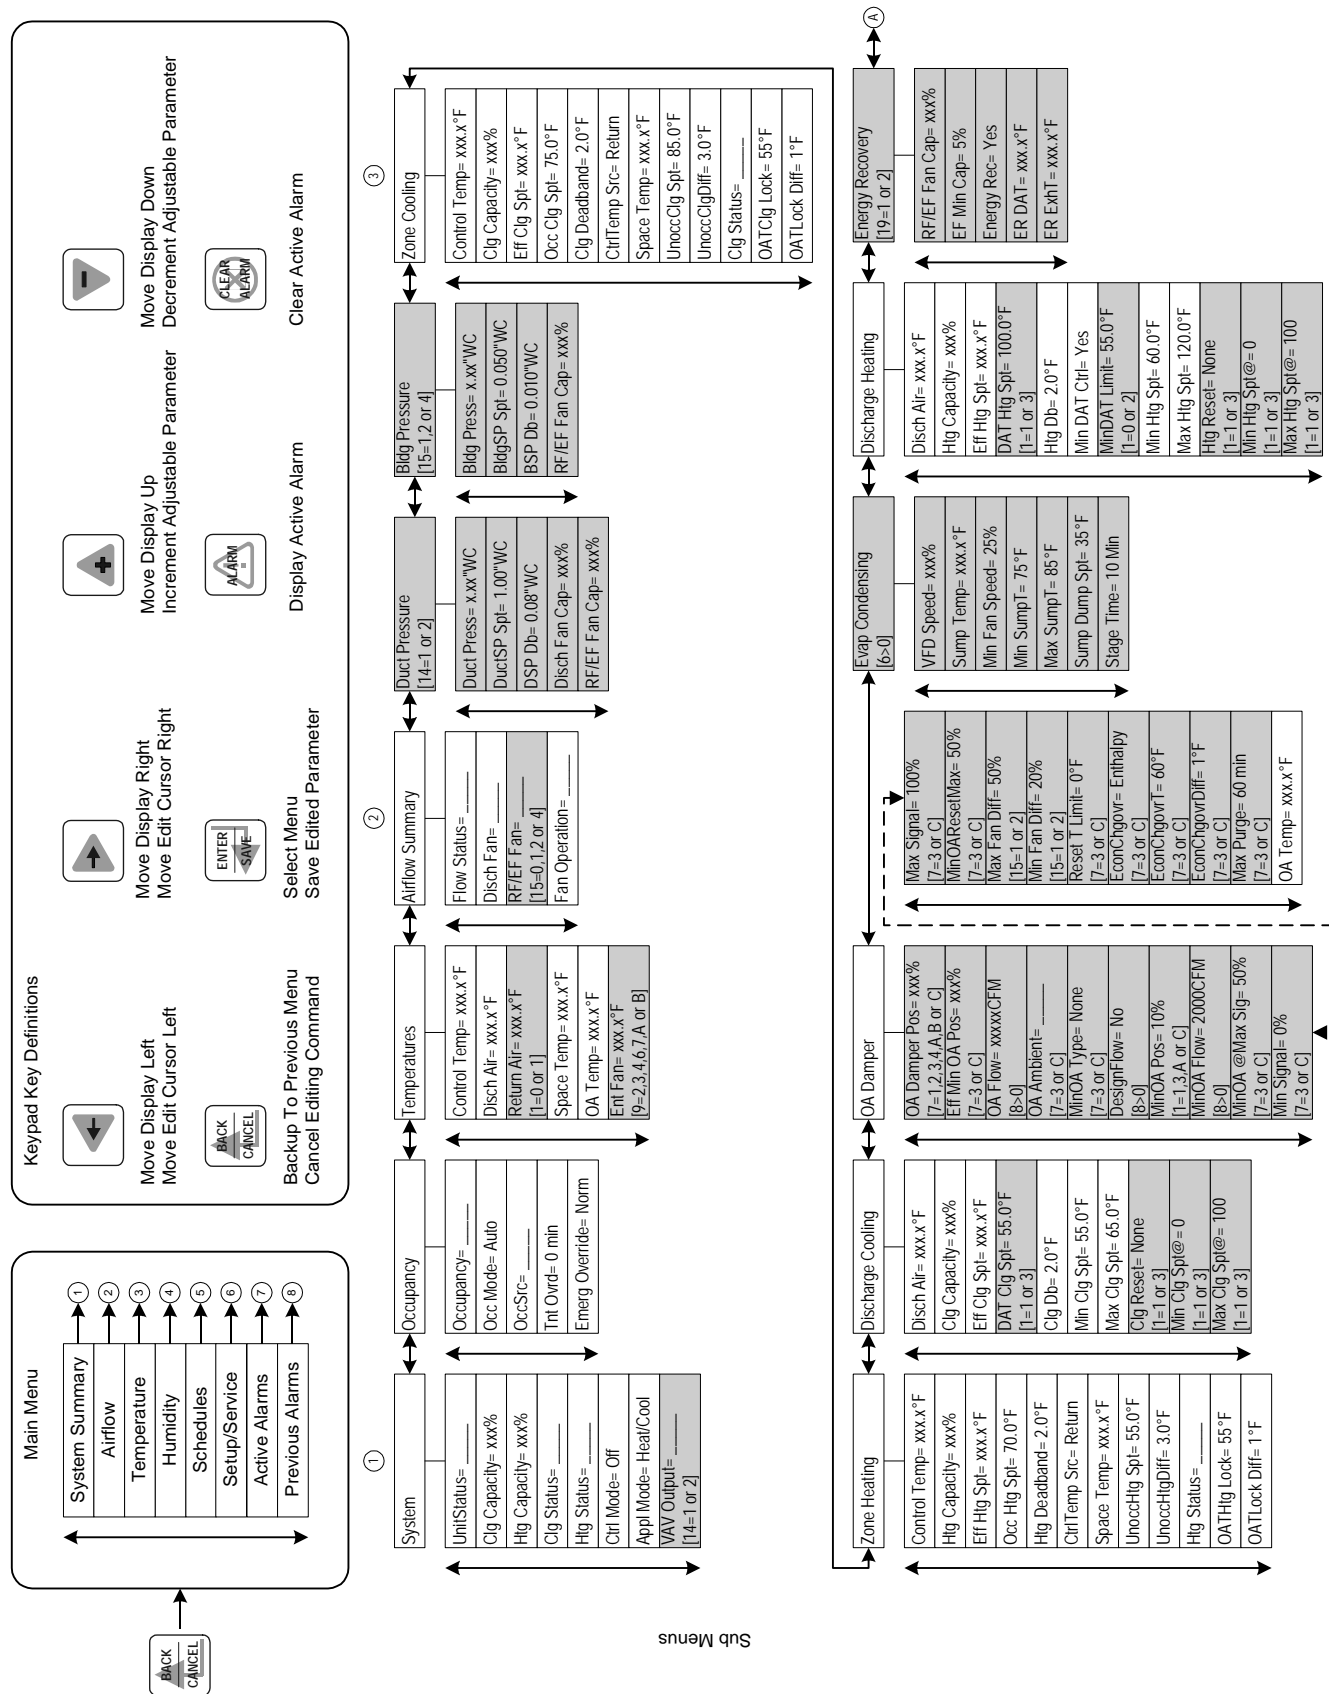 Main Menu
System Summary
1
Airflow
2
Temperature
3
Humidity
4
Schedules
5
Setup/Service
6
Active Alarms
7
Previous Alarms
8
BACK
CANCEL
Keypad Key Definitions
Move Display Left
Move Edit Cursor Left
Move Display Right
Move Edit Cursor Right
Move Display Up
Increment Adjustable Parameter
Move Display Down
Decrement Adjustable Parameter
BACK
CANCEL
Backup To Previous Menu
Cancel Editing Command
ENTER
SAVE
Select Menu
Save Edited Parameter
ALARM
Display Active Alarm
CLEAR
ALARM
Clear Active Alarm
Sub Menus
1
System
UnitStatus= _____
Clg Capacity= xxx%
Htg Capacity= xxx%
Clg Status= _____
Htg Status= _____
Ctrl Mode= Off
Appl Mode= Heat/Cool
VAV Output= _____
[14=1 or 2]
Occupancy
Occupancy= _____
Occ Mode= Auto
OccSrc= _____
Tnt Ovrd= 0 min
Emerg Override= Norm
Temperatures
Control Temp= xxx.x°F
Disch Air= xxx.x°F
Return Air= xxx.x°F
[1=0 or 1]
Space Temp= xxx.x°F
OA Temp= xxx.x°F
Ent Fan= xxx.x°F
[9=2,3,4,6,7,A or B]
2
Airflow Summary
Flow Status= _____
Disch Fan= _____
RF/EF Fan= _____
[15=0,1,2 or 4]
Fan Operation= _____
Duct Pressure
[14=1 or 2]
Duct Press= x.xx"WC
DuctSP Spt= 1.00"WC
DSP Db= 0.08"WC
Disch Fan Cap= xxx%
RF/EF Fan Cap= xxx%
Bldg Pressure
[15=1,2 or 4]
Bldg Press= x.xx"WC
BldgSP Spt= 0.050"WC
BSP Db= 0.010"WC
RF/EF Fan Cap= xxx%
3
Zone Cooling
Control Temp= xxx.x°F
Clg Capacity= xxx%
Eff Clg Spt= xxx.x°F
Occ Clg Spt= 75.0°F
Clg Deadband= 2.0°F
CtrlTemp Src= Return
Space Temp= xxx.x°F
UnoccClg Spt= 85.0°F
UnoccClgDiff= 3.0°F
Clg Status= _____
OATClg Lock= 55°F
OATLock Diff= 1°F
Zone Heating
Control Temp= xxx.x°F
Htg Capacity= xxx%
Eff Htg Spt= xxx.x°F
Occ Htg Spt= 70.0°F
Htg Deadband= 2.0°F
CtrlTemp Src= Return
Space Temp= xxx.x°F
UnoccHtg Spt= 55.0°F
UnoccHtgDiff= 3.0°F
Htg Status= _____
OATHtg Lock= 55°F
OATLock Diff= 1°F
Discharge Cooling
Disch Air= xxx.x°F
Clg Capacity= xxx%
Eff Clg Spt= xxx.x°F
DAT Clg Spt= 55.0°F
[1=1 or 3]
Clg Db= 2.0°F
Min Clg Spt= 55.0°F
Max Clg Spt= 65.0°F
Clg Reset= None
[1=1 or 3]
Min Clg Spt@= 0
[1=1 or 3]
Max Clg Spt@= 100
[1=1 or 3]
OA Damper
OA Damper Pos= xxx%
[7=1,2,3,4,A,B or C]
Eff Min OA Pos= xxx%
[7=3 or C]
OA Flow= xxxxxCFM
[8>0]
OA Ambient= _____
[7=3 or C]
MinOA Type= None
[7=3 or C]
DesignFlow= No
[8>0]
MinOA Pos= 10%
[1=1,3,A or C]
MinOA Flow= 2000CFM
[8>0]
MinOA @Max Sig= 50%
[7=3 or C]
Min Signal= 0%
[7=3 or C]
Max Signal= 100%
[7=3 or C]
MinOAResetMax= 50%
[7=3 or C]
Max Fan Diff= 50%
[15=1 or 2]
Min Fan Diff= 20%
[15=1 or 2]
Reset T Limit= 0°F
[7=3 or C]
EconChgovr= Enthalpy
[7=3 or C]
EconChgovrT= 60°F
[7=3 or C]
EconChgovrDiff= 1°F
[7=3 or C]
Max Purge= 60 min
[7=3 or C]
OA Temp= xxx.x°F
Evap Condensing
[6>0]
VFD Speed= xxx%
Sump Temp= xxx.x°F
Min Fan Speed= 25%
Min SumpT= 75°F
Max SumpT= 85°F
Sump Dump Spt= 35°F
Stage Time= 10 Min
Discharge Heating
Disch Air= xxx.x°F
Htg Capacity= xxx%
Eff Htg Spt= xxx.x°F
DAT Htg Spt= 100.0°F
[1=1 or 3]
Htg Db= 2.0°F
Min DAT Ctrl= Yes
MinDAT Limit= 55.0°F
[1=0 or 2]
Min Htg Spt= 60.0°F
Max Htg Spt= 120.0°F
Htg Reset= None
[1=1 or 3]
Min Htg Spt@= 0
[1=1 or 3]
Max Htg Spt@= 100
[1=1 or 3]
Energy Recovery
[19=1 or 2]
RF/EF Fan Cap= xxx%
EF Min Cap= 5%
Energy Rec= Yes
ER DAT= xxx.x°F
ER ExhT= xxx.x°F
A